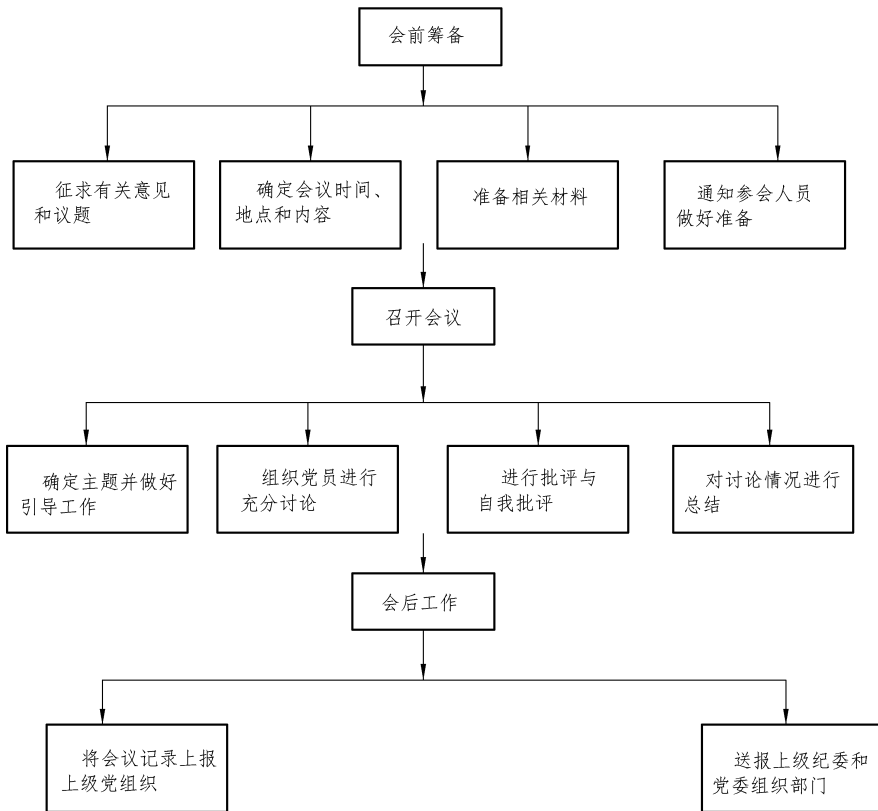 会前筹备
征求有关意见
和议题
确定会议时间、
地点和内容
准备相关材料
通知参会人员
做好准备
召开会议
确定主题并做好
引导工作
组织党员进行
充分讨论
进行批评与
自我批评
对讨论情况进行
总结
会后工作
将会议记录上报
上级党组织
送报上级纪委和
党委组织部门